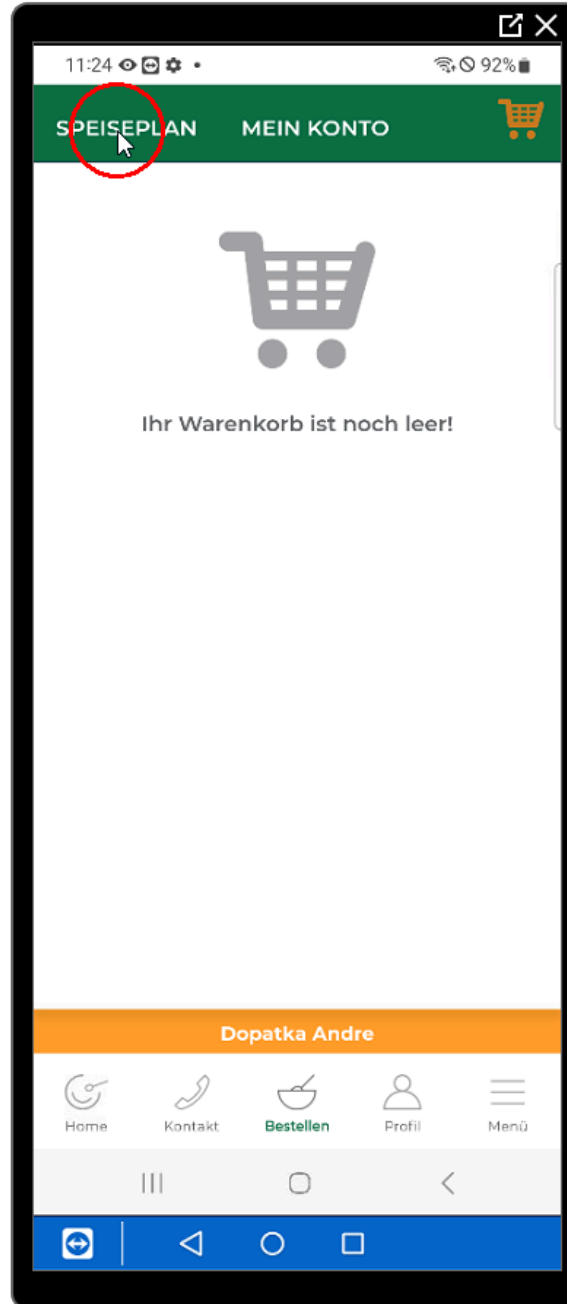 11:24 92%
SPEISEPLAN MEIN KONTO
Ihr Warenkorb ist noch leer!
Dopatka Andre
Home Kontakt Bestellen Profil Menü